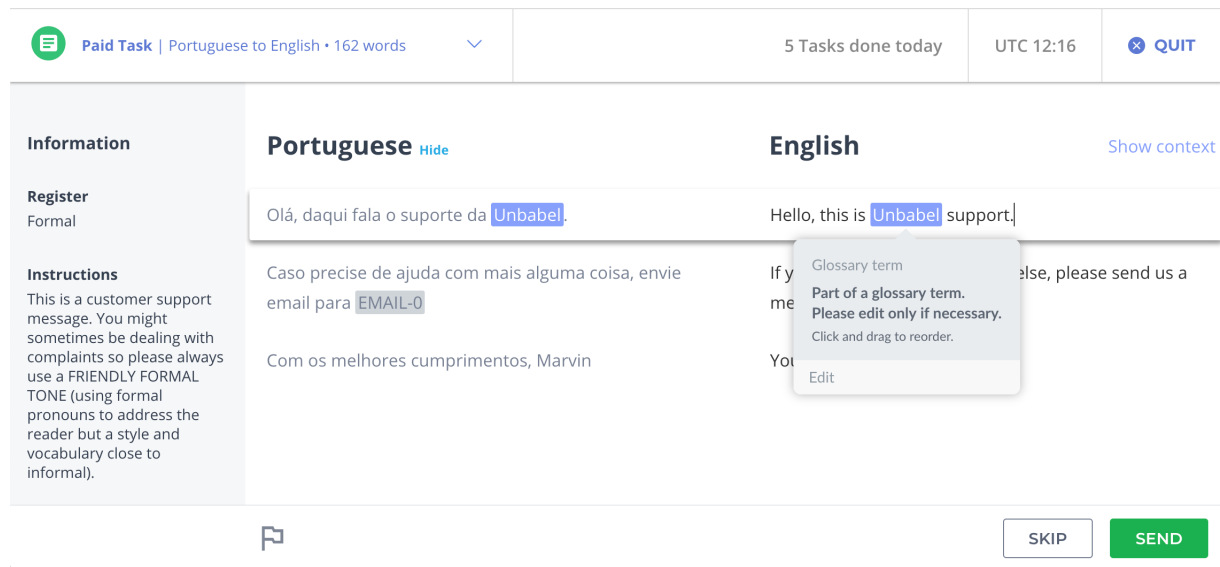 Paid Task | Portuguese to English • 162 words
5 Tasks done today
UTC 12:16
QUIT
Information
Register
Formal
Instructions
This is a customer support
message. You might
sometimes be dealing with
complaints so please always
use a FRIENDLY FORMAL
TONE (using formal
pronouns to address the
reader but a style and
vocabulary close to
informal).
Portuguese Hide
Olá, daqui fala o suporte da Unbabel.
Caso precise de ajuda com mais alguma coisa, envie
email para EMAIL-0
Com os melhores cumprimentos, Marvin
English
Show context
Hello, this is Unbabel support.
If else, please send us a
Glossary term
Part of a glossary term.
Please edit only if necessary.
Click and drag to reorder.
Edit
SKIP
SEND